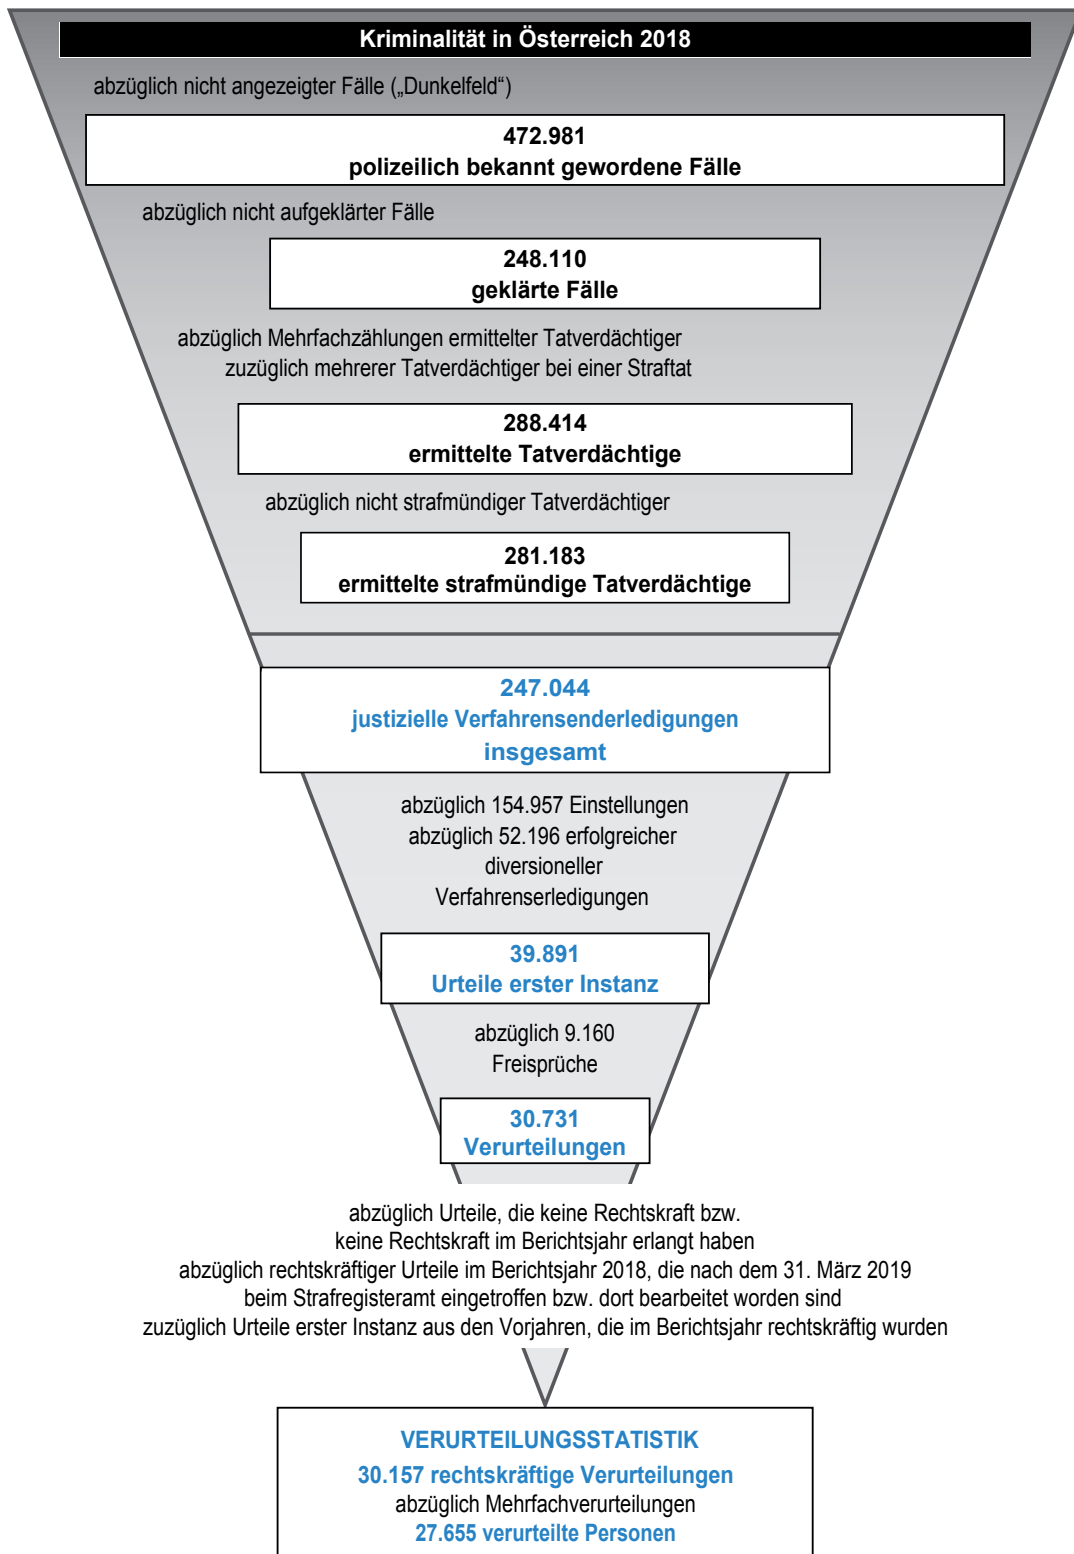 Kriminalität in Österreich 2018
abzüglich nicht angezeigter Fälle („Dunkelfeld“)
472.981
polizeilich bekannt gewordene Fälle
abzüglich nicht aufgeklärter Fälle
248.110
geklärte Fälle
abzüglich Mehrfachzählungen ermittelter Tatverdächtiger
zuzüglich mehrerer Tatverdächtiger bei einer Straftat
288.414
ermittelte Tatverdächtige
abzüglich nicht strafmündiger Tatverdächtiger
281.183
ermittelte strafmündige Tatverdächtige
247.044
justizielle Verfahrensenderledigungen
insgesamt
abzüglich 154.957 Einstellungen
abzüglich 52.196 erfolgreicher
diversioneller
Verfahrenserledigungen
39.891
Urteile erster Instanz
abzüglich 9.160
Freisprüche
30.731
Verurteilungen
abzüglich Urteile, die keine Rechtskraft bzw.
keine Rechtskraft im Berichtsjahr erlangt haben
abzüglich rechtskräftiger Urteile im Berichtsjahr 2018, die nach dem 31. März 2019
beim Strafregisteramt eingetroffen bzw. dort bearbeitet worden sind
zuzüglich Urteile erster Instanz aus den Vorjahren, die im Berichtsjahr rechtskräftig wurden
VERURTEILUNGSSTATISTIK
30.157 rechtskräftige Verurteilungen
abzüglich Mehrfachverurteilungen
27.655 verurteilte Personen